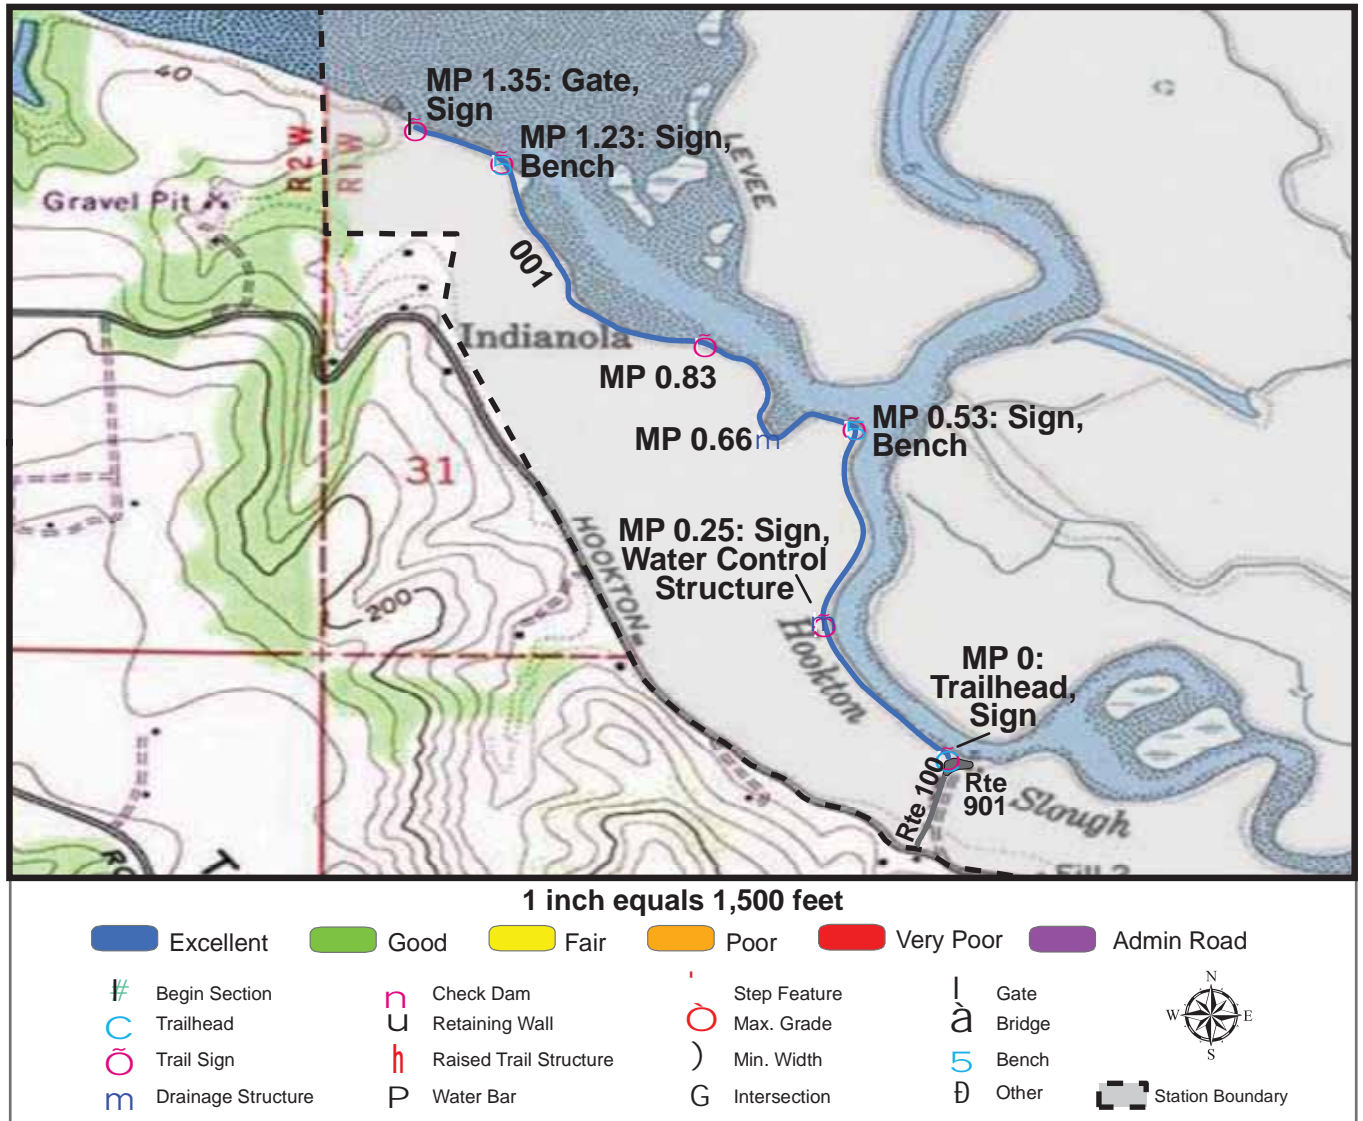 40
MP 1.35: Gate,
Sign
MP 1.23: Sign,
Bench
LEVEE
R2W
R1W
Gravel Pit
001
Indianola
MP 0.83
MP 0.66
m
MP 0.53: Sign,
Bench
31
HOOKTON
MP 0.25: Sign,
Water Control
Structure
200
Hookton
MP 0:
Trailhead,
Sign
Rte 100
Rte
901
Slough
T
1 inch equals 1,500 feet
Excellent
Good
Fair
Poor
Very Poor
Admin Road
Begin Section
n Check Dam
' Step Feature
l Gate
N
C Trailhead
u Retaining Wall
Ò Max. Grade
à Bridge
W
E
Õ Trail Sign
h Raised Trail Structure
) Min. Width
5 Bench
S
m Drainage Structure
P Water Bar
G Intersection
Ð Other
Station Boundary